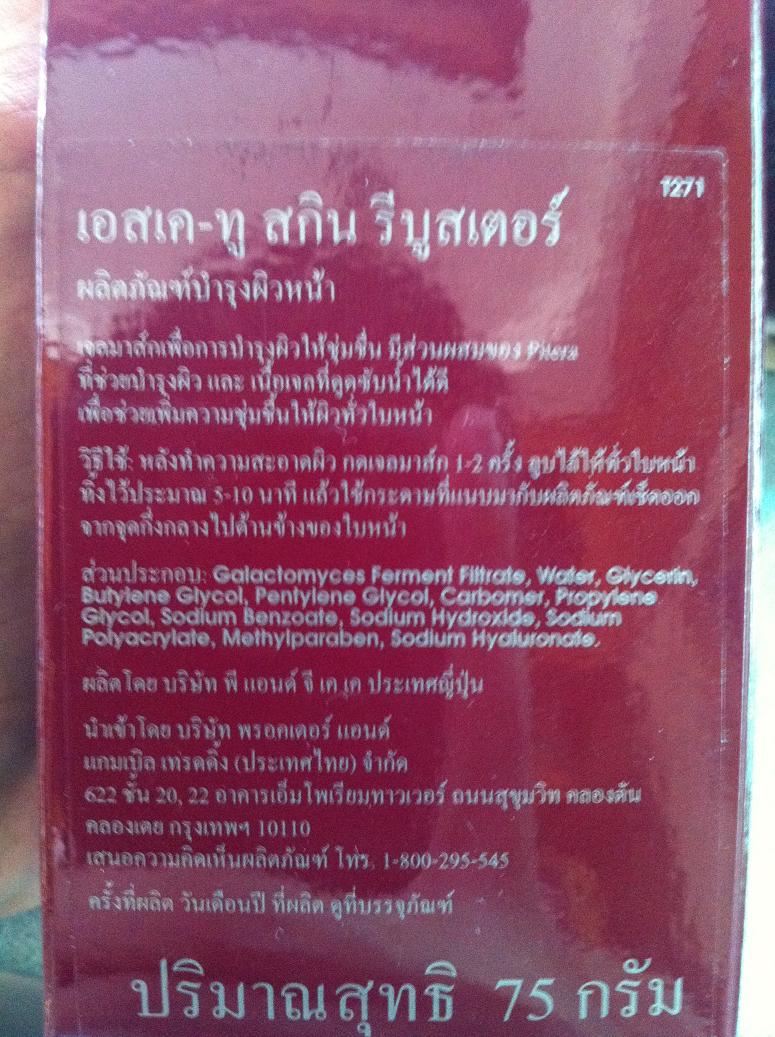 1271
เอสเค-ทู สกิน รีบูสเตอร์
ผลิตภัณฑ์บำรุงผิวหน้า
เจลมาส์กเพื่อการบำรุงผิวให้ชุ่มชื่น มีส่วนผสมของ Pitera
ที่ช่วยบำรุงผิว และ เนื้อเจลที่ดูดซับน้ำได้ดี
เพื่อช่วยเพิ่มความชุ่มชื้นให้ผิวทั่วใบหน้า
วิธีใช้: หลังทำความสะอาดผิว กดเจลมาส์ก 1-2 ครั้ง ลูบไล้ให้ทั่วใบหน้า
ทิ้งไว้ประมาณ 5-10 นาที แล้วใช้กระดาษที่แนบมากับผลิตภัณฑ์เช็ดออก
จากจุดกึ่งกลางไปด้านข้างของใบหน้า
ส่วนประกอบ: Galactomyces Ferment Filtrate, Water, Glycerin,
Butylene Glycol, Pentylene Glycol, Carbomer, Propylene
Glycol, Sodium Benzoate, Sodium Hydroxide, Sodium
Polyacrylate, Methylparaben, Sodium Hyaluronate.
ผลิตโดย บริษัท พี แอนด์ จี เค.เค ประเทศญี่ปุ่น
นำเข้าโดย บริษัท พรอคเตอร์ แอนด์
แกมเบิล เทรดดิ้ง (ประเทศไทย) จำกัด
622 ชั้น 20, 22 อาคารเอ็มโพเรียมทาวเวอร์ ถนนสุขุมวิท คลองตัน
คลองเตย กรุงเทพฯ 10110
เสนอความคิดเห็นผลิตภัณฑ์ โทร. 1-800-295-545
ครั้งที่ผลิต วันเดือนปี ที่ผลิต ดูที่บรรจุภัณฑ์
ปริมาณสุทธิ 75 กรัม